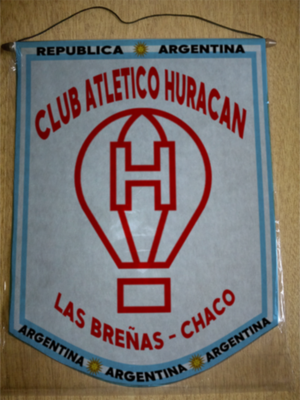 REPUBLICA ARGENTINA
CLUB ATLETICO HURACAN
H
LAS BREÑAS - CHACO
ARGENTINA ARGENTINA ARGENTINA